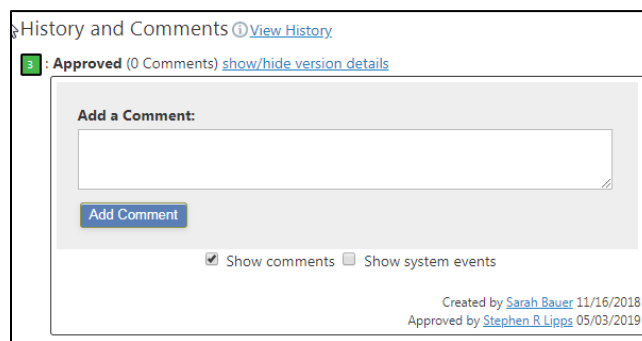 History and Comments i View History
3 : Approved (0 Comments) show/hide version details
Add a Comment:
Add Comment
Show comments Show system events
Created by Sarah Bauer 11/16/2018
Approved by Stephen R Lipps 05/03/2019